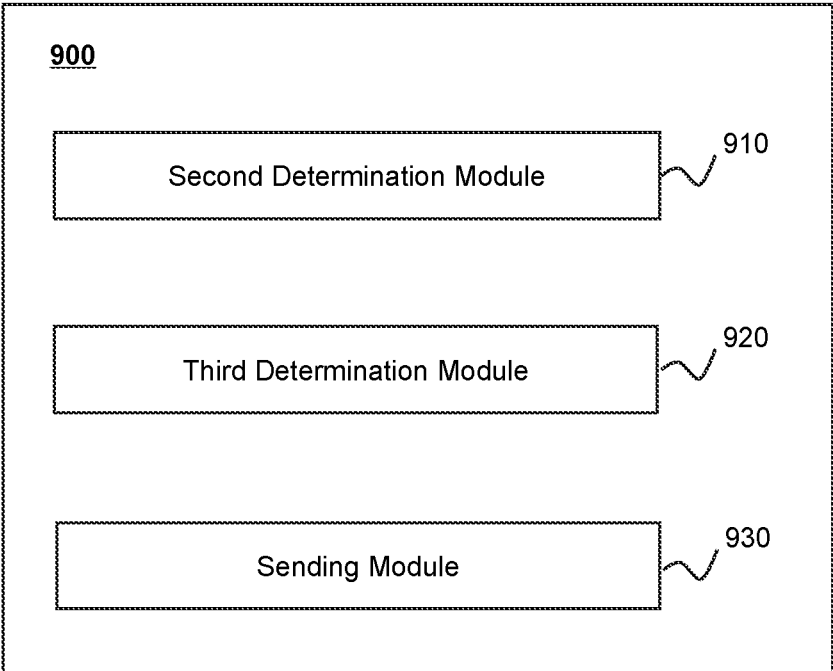 900
910
Second Determination Module
920
Third Determination Module
930
Sending Module